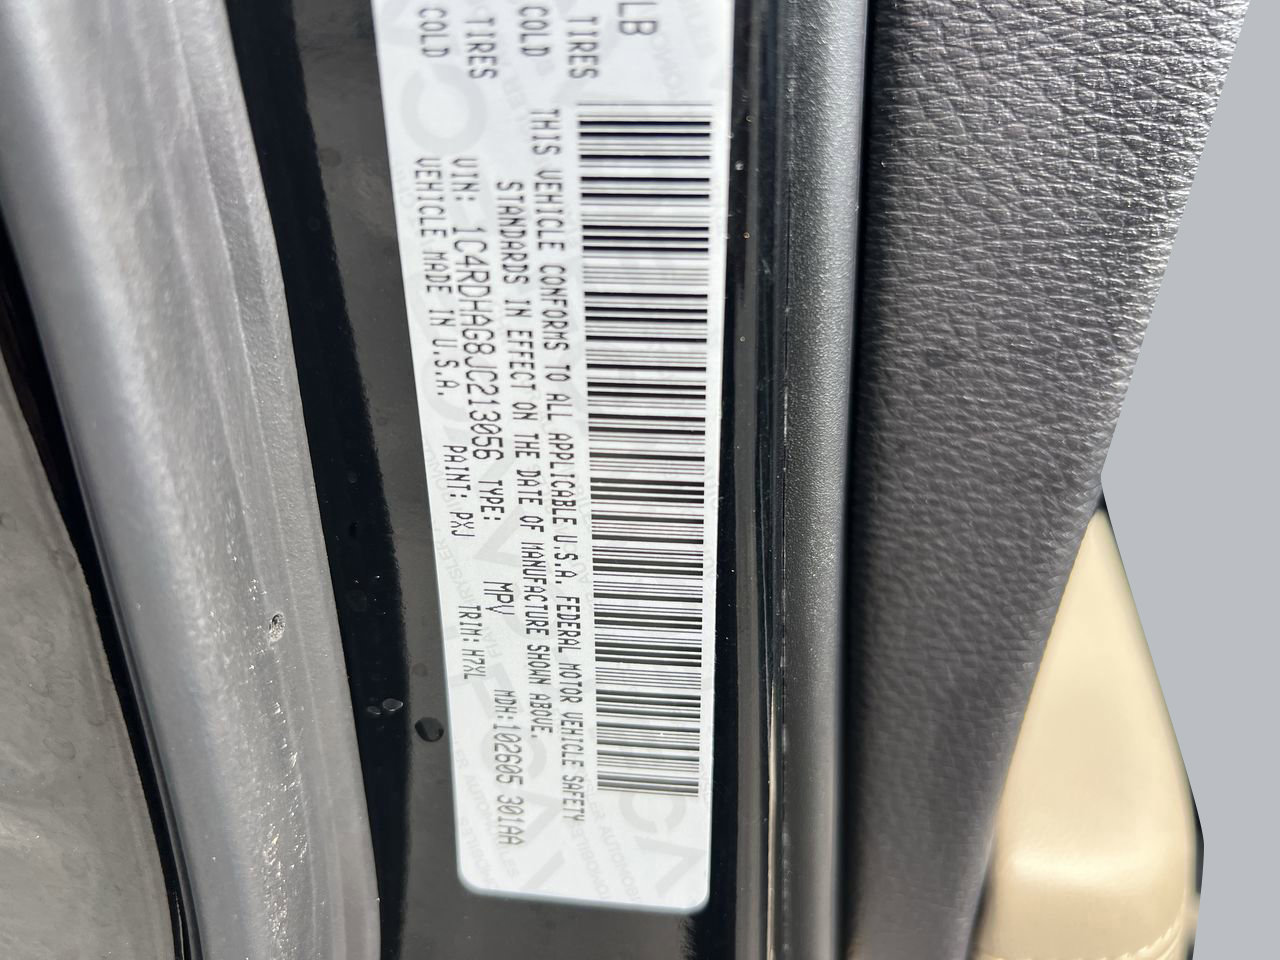 LB
TIRES COLD
TIRES COLD
THIS VEHICLE CONFORMS TO ALL APPLICABLE U.S.A. FEDERAL MOTOR VEHICLE SAFETY
STANDARDS IN EFFECT ON THE DATE OF MANUFACTURE SHOWN ABOVE.
VIN: 1C4RDHAG8JC213056 TYPE: MPV MDH:102605 301AA
VEHICLE MADE IN U.S.A. PAINT: PXJ TRIM: H7XL